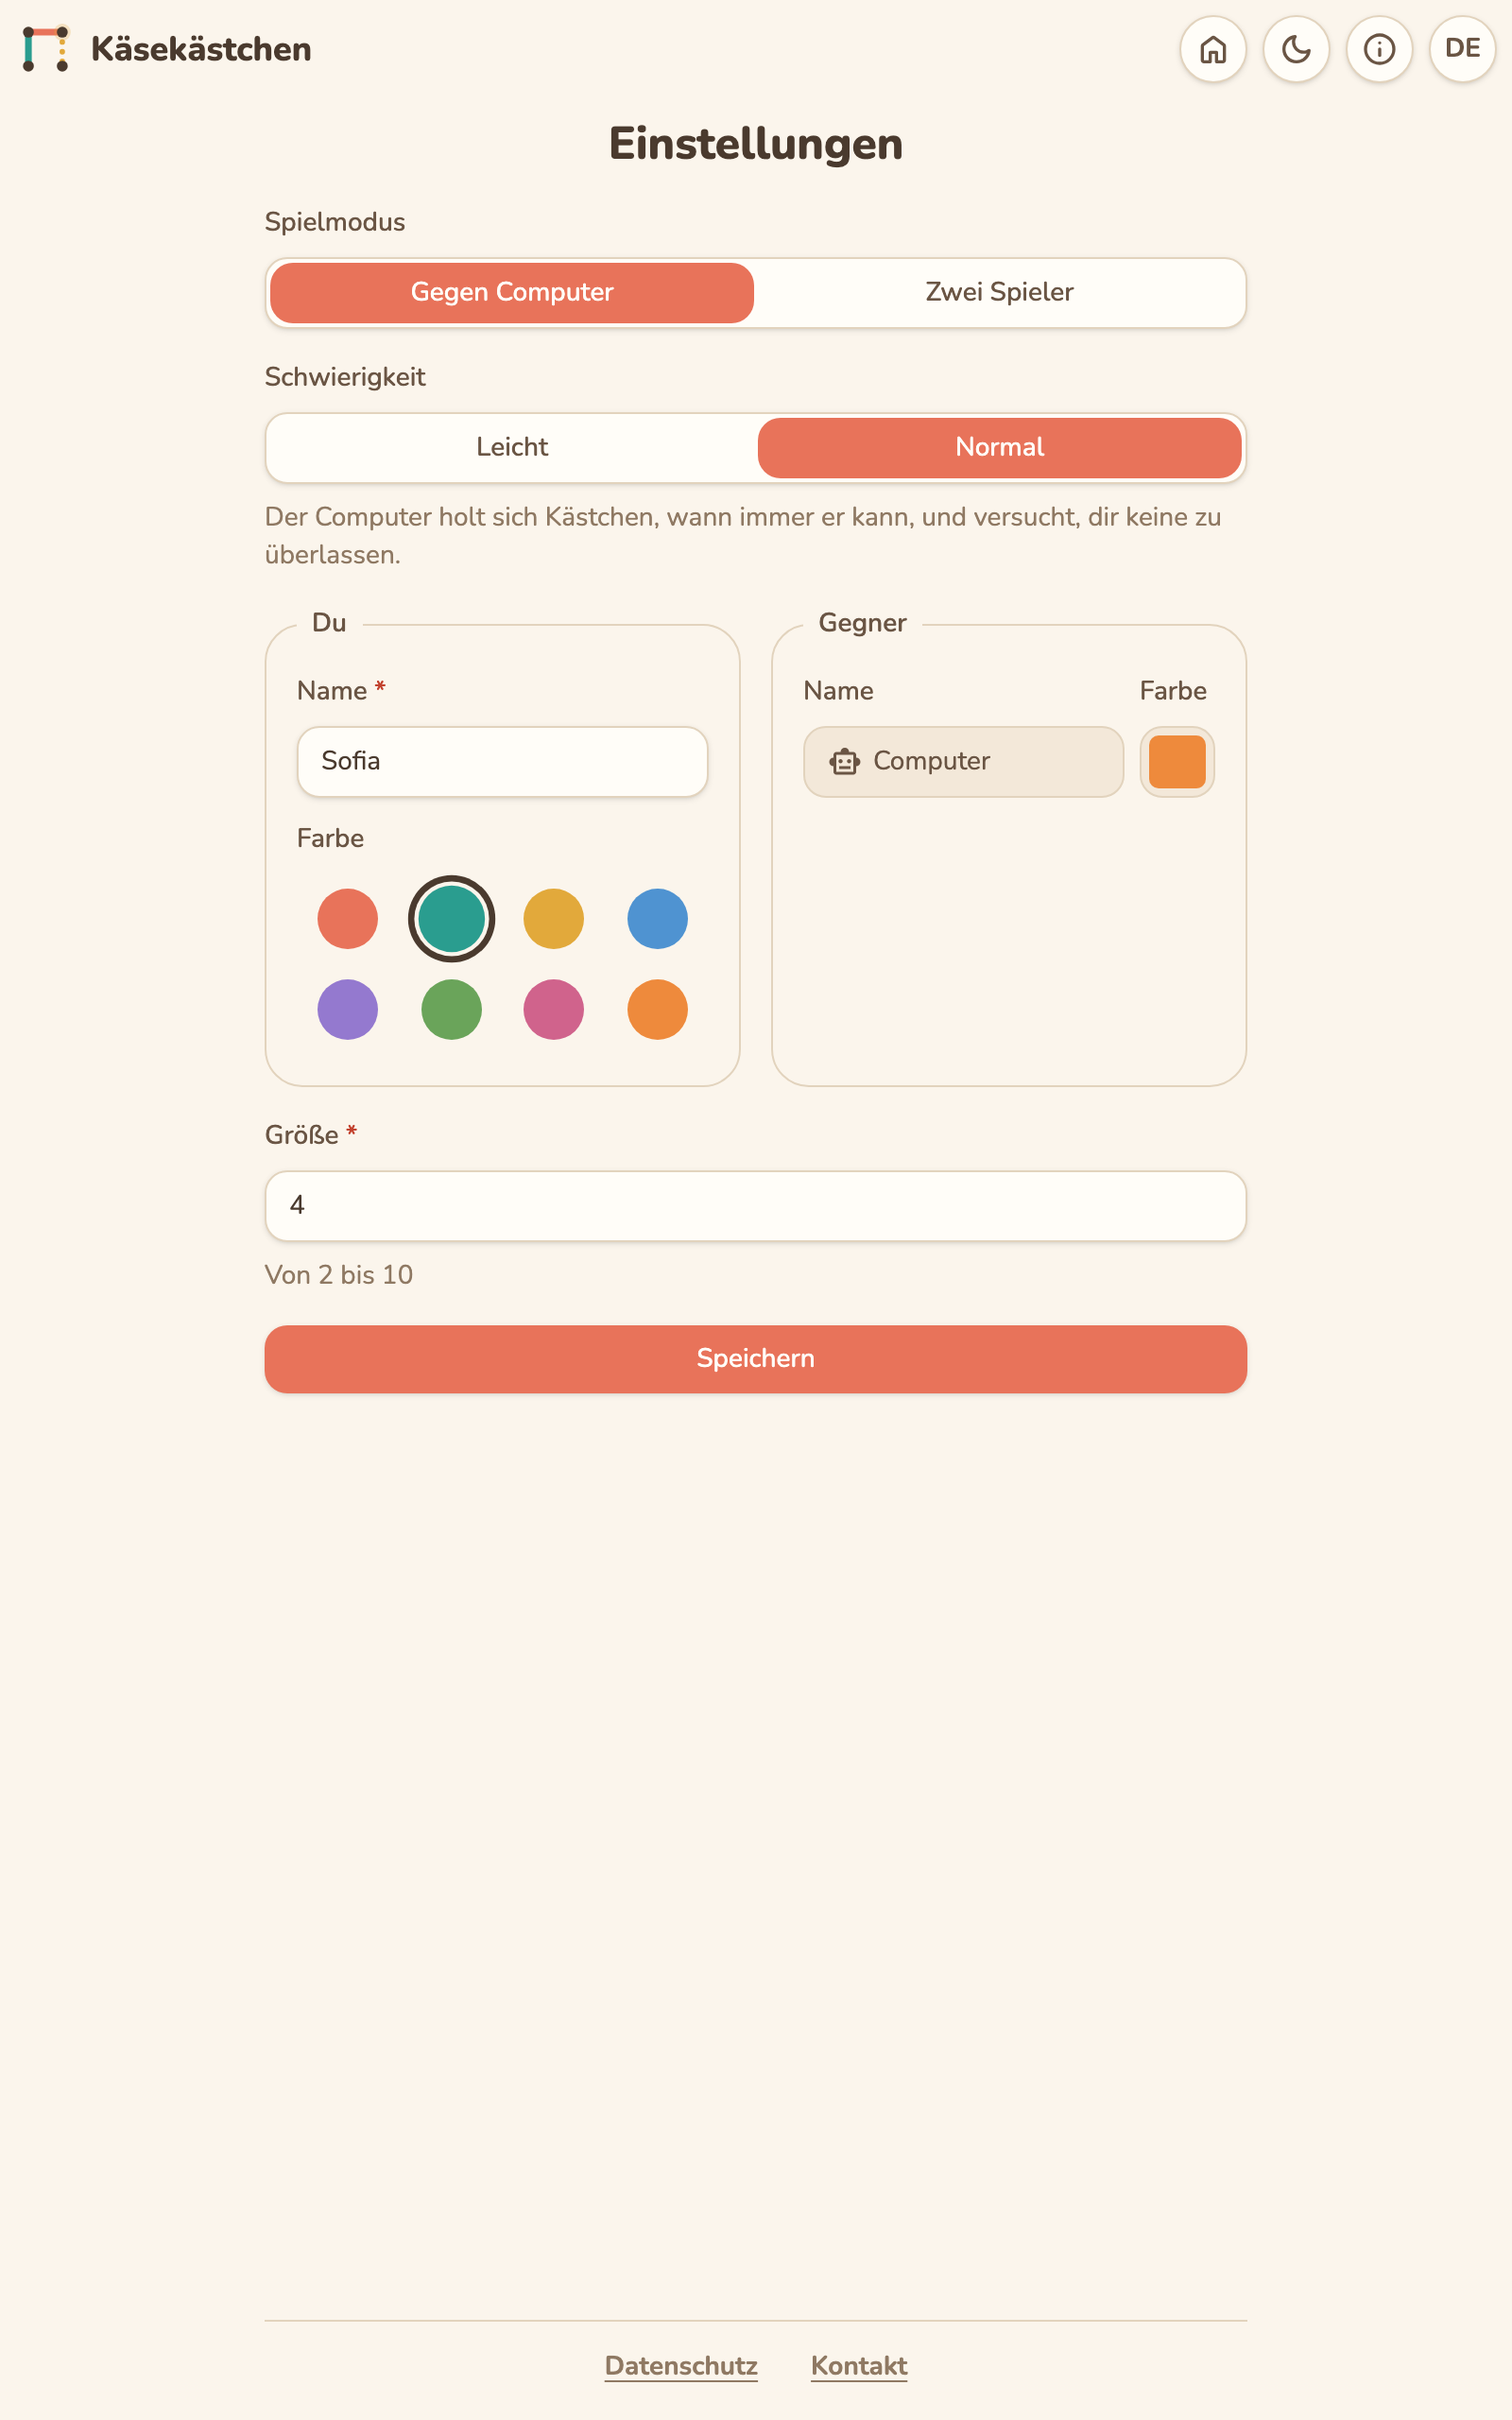 Käsekästchen
DE
Einstellungen
Spielmodus
Gegen Computer
Zwei Spieler
Schwierigkeit
Leicht
Normal
Der Computer holt sich Kästchen, wann immer er kann, und versucht, dir keine zu
überlassen.
Du
Name *
Sofia
Farbe
Gegner
Name
Farbe
Computer
Größe *
4
Von 2 bis 10
Speichern
Datenschutz
Kontakt